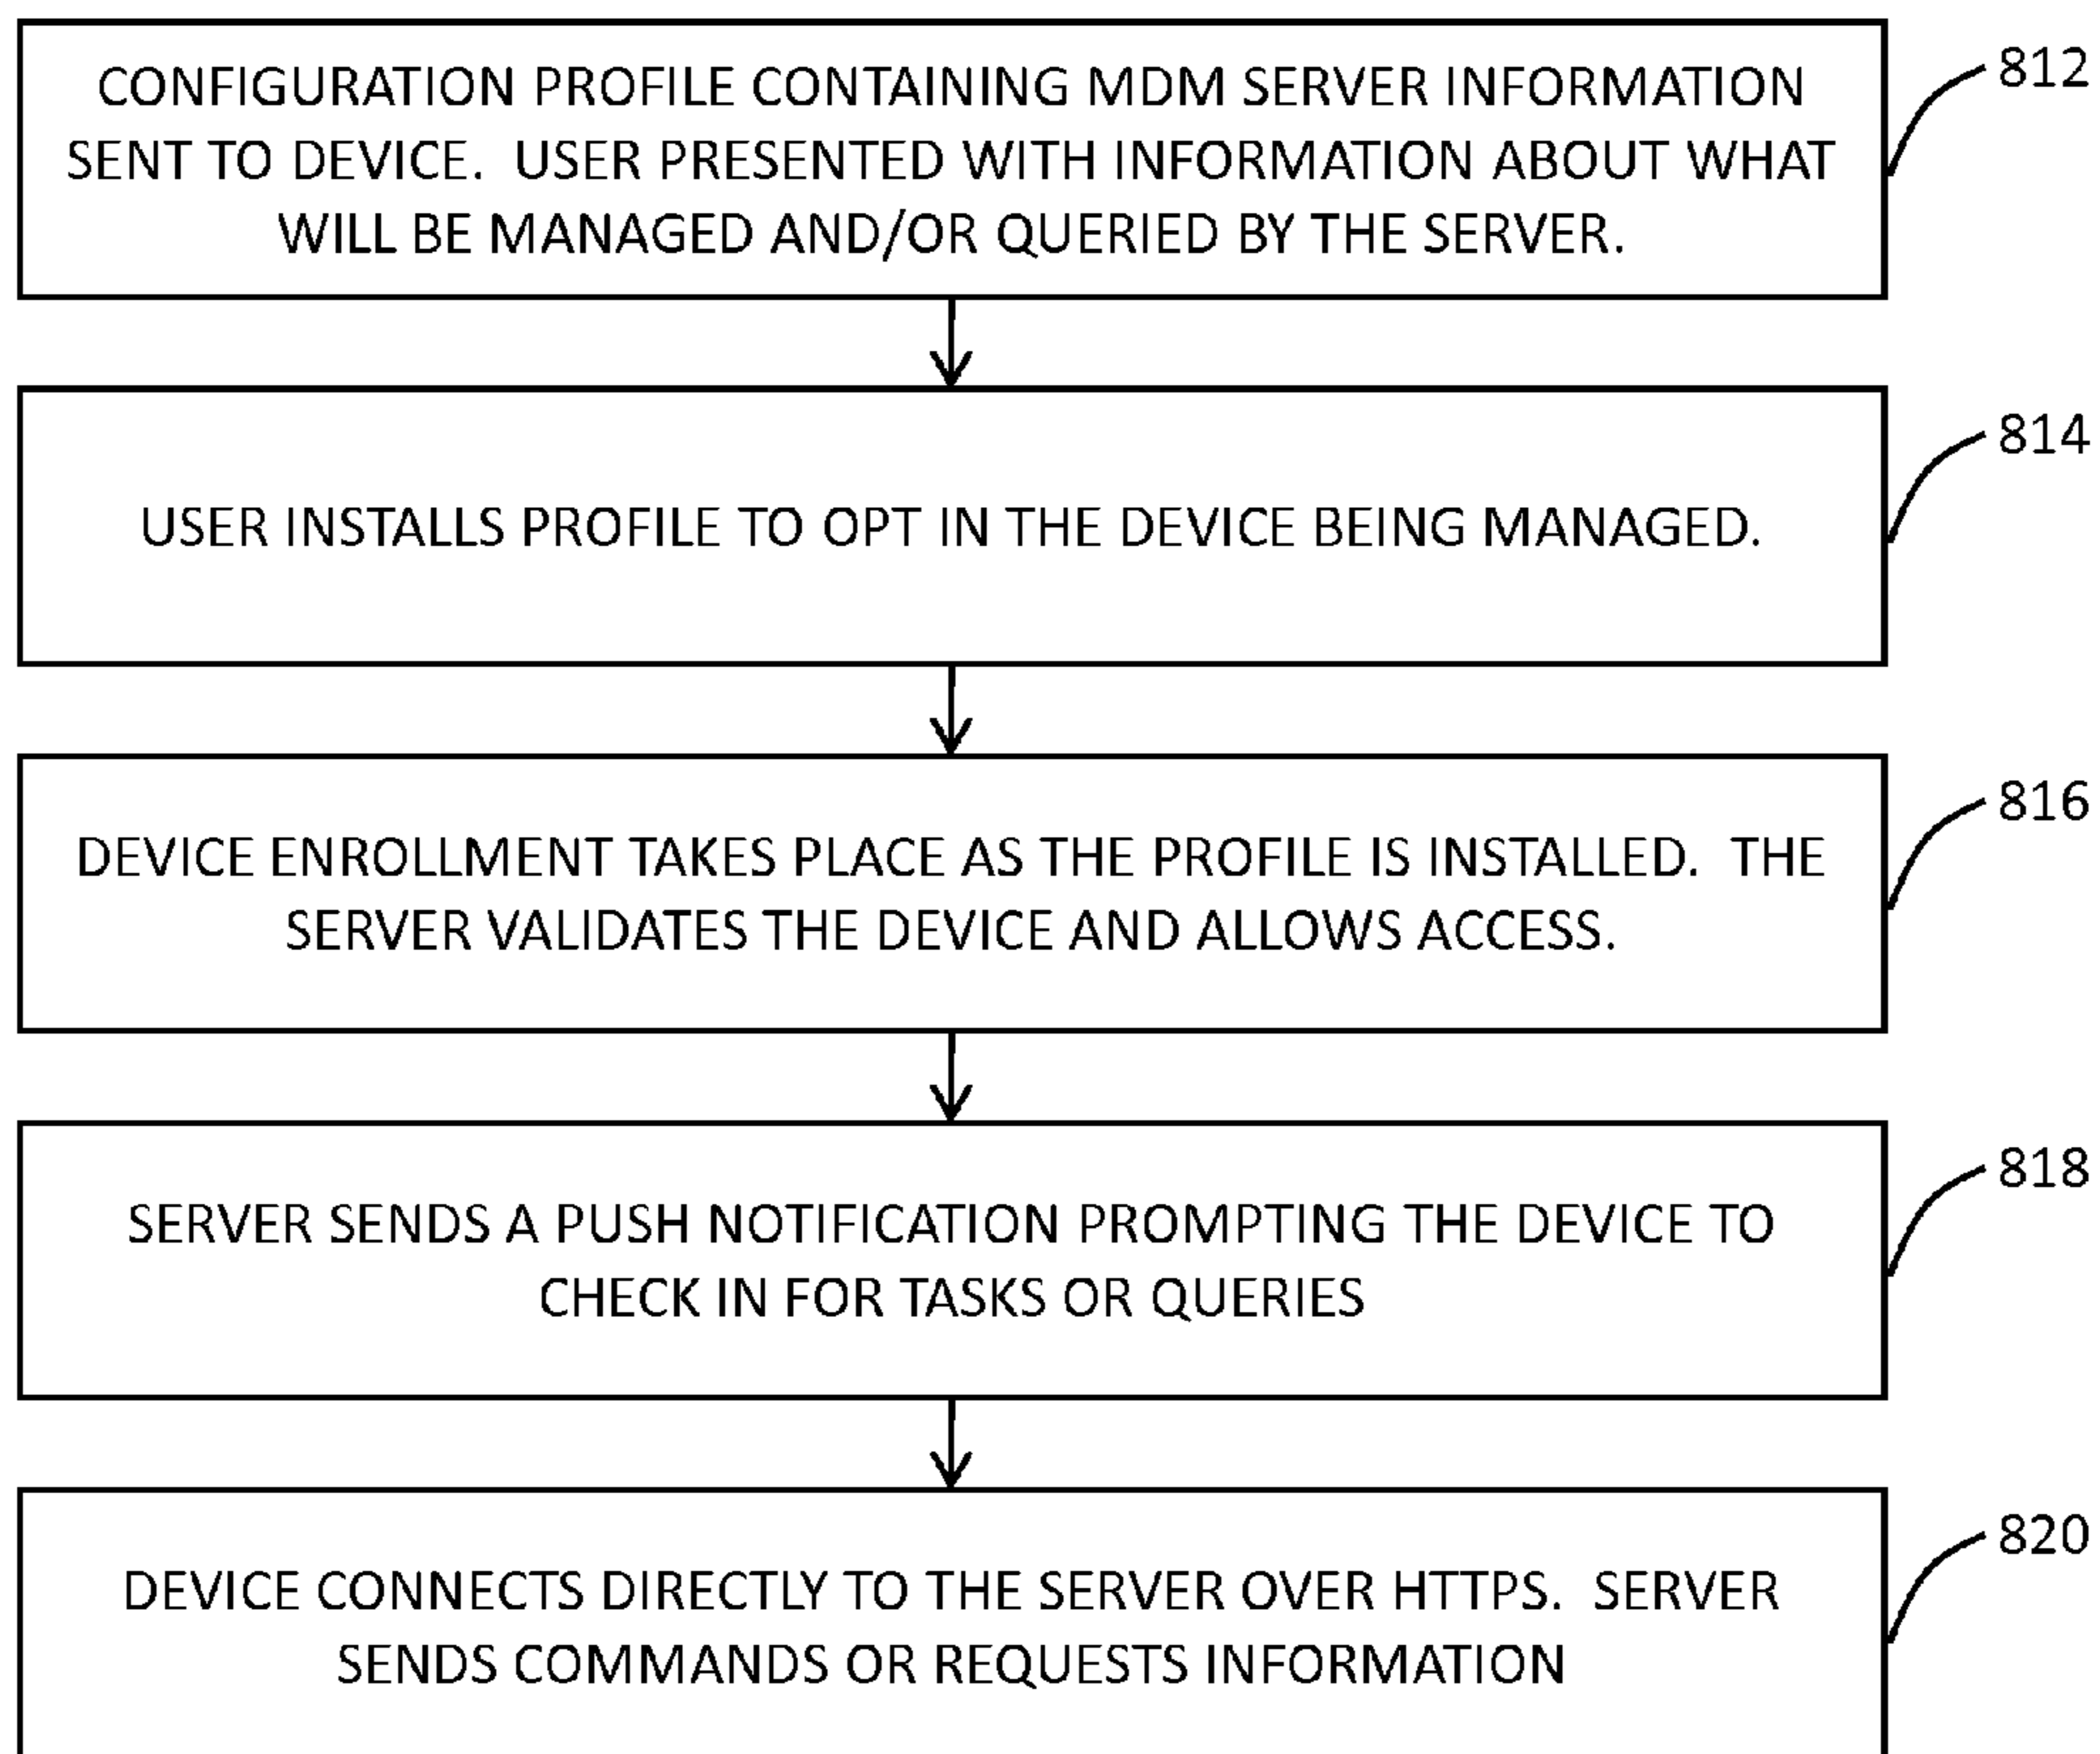 CONFIGURATION PROFILE CONTAINING MDM SERVER INFORMATION
SENT TO DEVICE.  USER PRESENTED WITH INFORMATION ABOUT WHAT
WILL BE MANAGED AND/OR QUERIED BY THE SERVER.
812
USER INSTALLS PROFILE TO OPT IN THE DEVICE BEING MANAGED.
814
DEVICE ENROLLMENT TAKES PLACE AS THE PROFILE IS INSTALLED.  THE
SERVER VALIDATES THE DEVICE AND ALLOWS ACCESS.
816
SERVER SENDS A PUSH NOTIFICATION PROMPTING THE DEVICE TO
CHECK IN FOR TASKS OR QUERIES
818
DEVICE CONNECTS DIRECTLY TO THE SERVER OVER HTTPS.  SERVER
SENDS COMMANDS OR REQUESTS INFORMATION
820